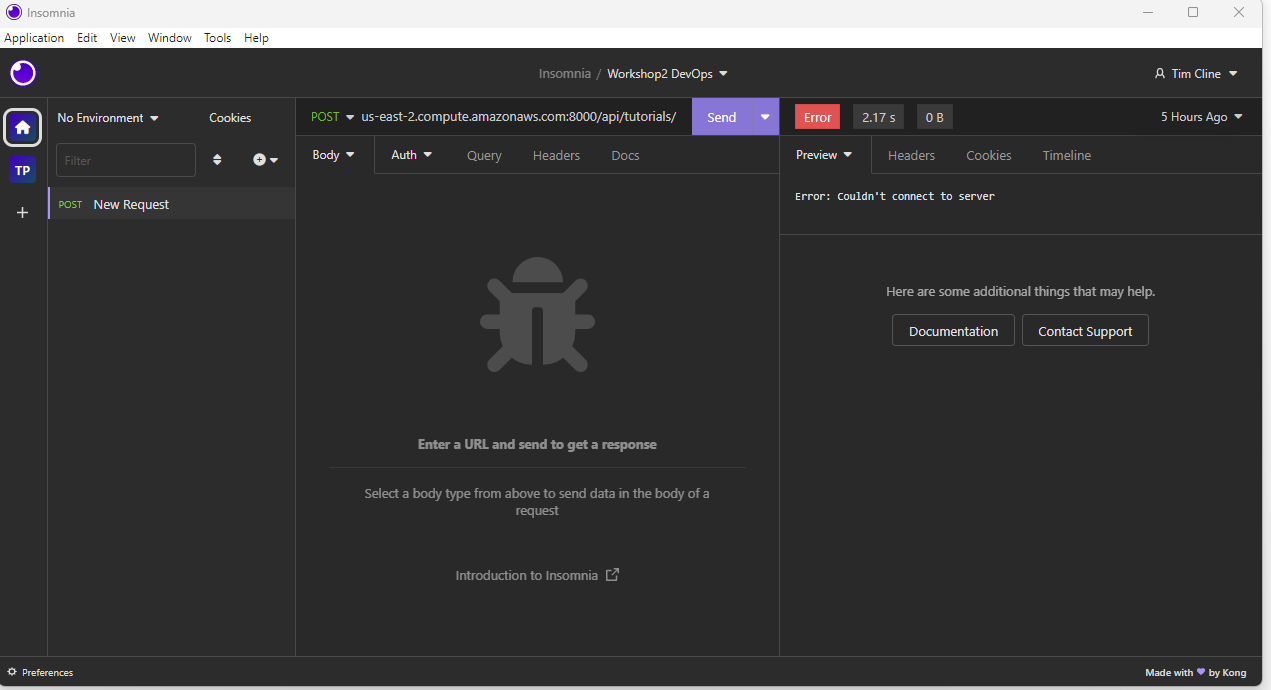 Insomnia
Application Edit View Window Tools Help
Insomnia / Workshop2 DevOps
Tim Cline
No Environment
Cookies
POST us-east-2.compute.amazonaws.com:8000/api/tutorials/
Send
Error
2.17 s
0 B
5 Hours Ago
Filter
TP
Body
Auth
Query
Headers
Docs
Preview
Headers
Cookies
Timeline
POST New Request
Error: Couldn't connect to server
Here are some additional things that may help.
Documentation
Contact Support
Enter a URL and send to get a response
Select a body type from above to send data in the body of a
request
Introduction to Insomnia
Preferences
Made with by Kong